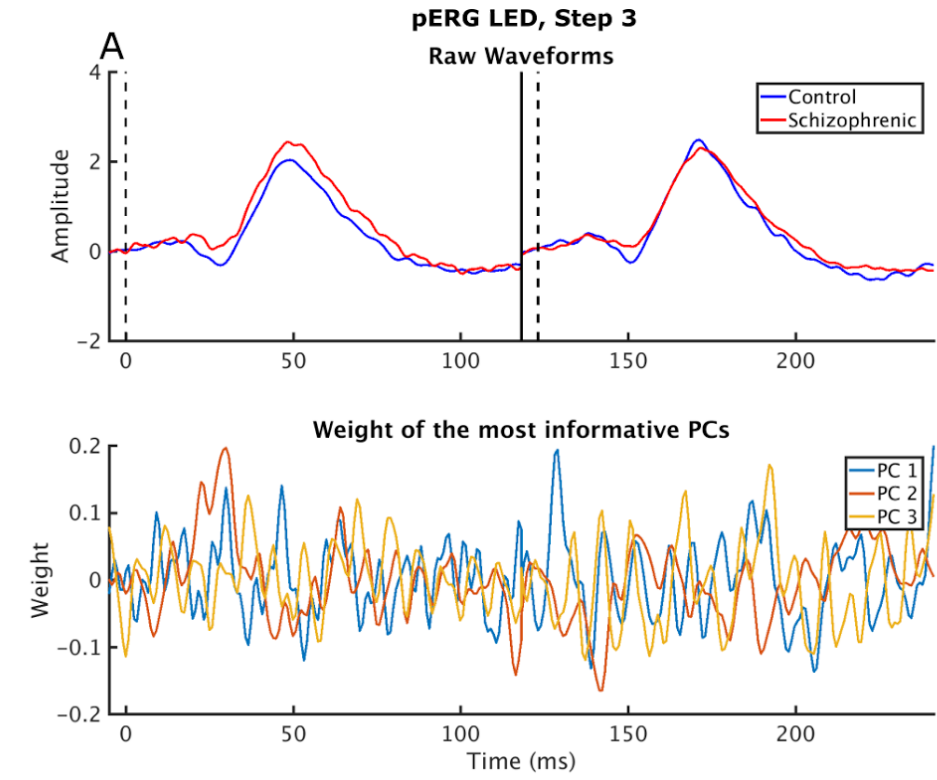 pERG LED, Step 3
A
Raw Waveforms
4
2
0
−2
Amplitude
Control
Schizophrenic
0 50 100 150 200
Weight of the most informative PCs
0.2
0.1
0
−0.1
−0.2
Weight
PC 1
PC 2
PC 3
0 50 100 150 200
Time (ms)